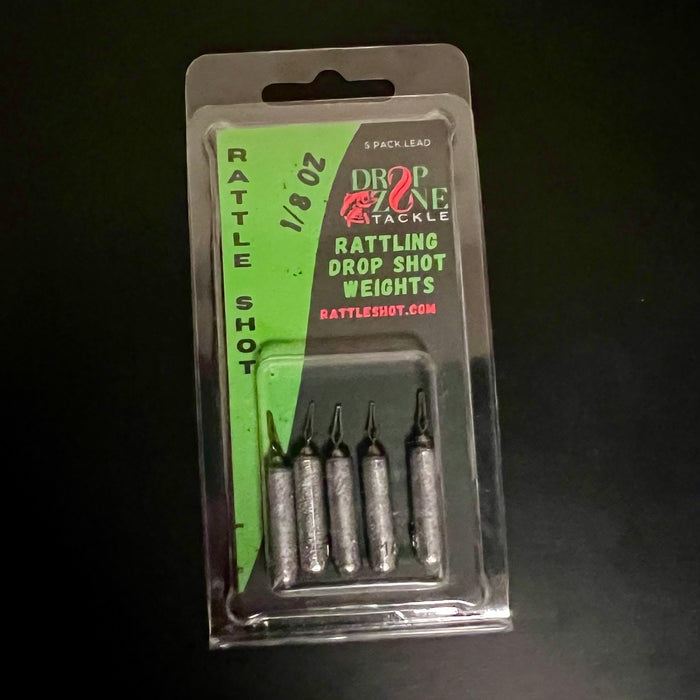 5 PACK LEAD
RATTLE SHOT
1/8 OZ
DROP
ZONE
TACKLE
RATTLING
DROP SHOT
WEIGHTS
RATTLESHOT.COM